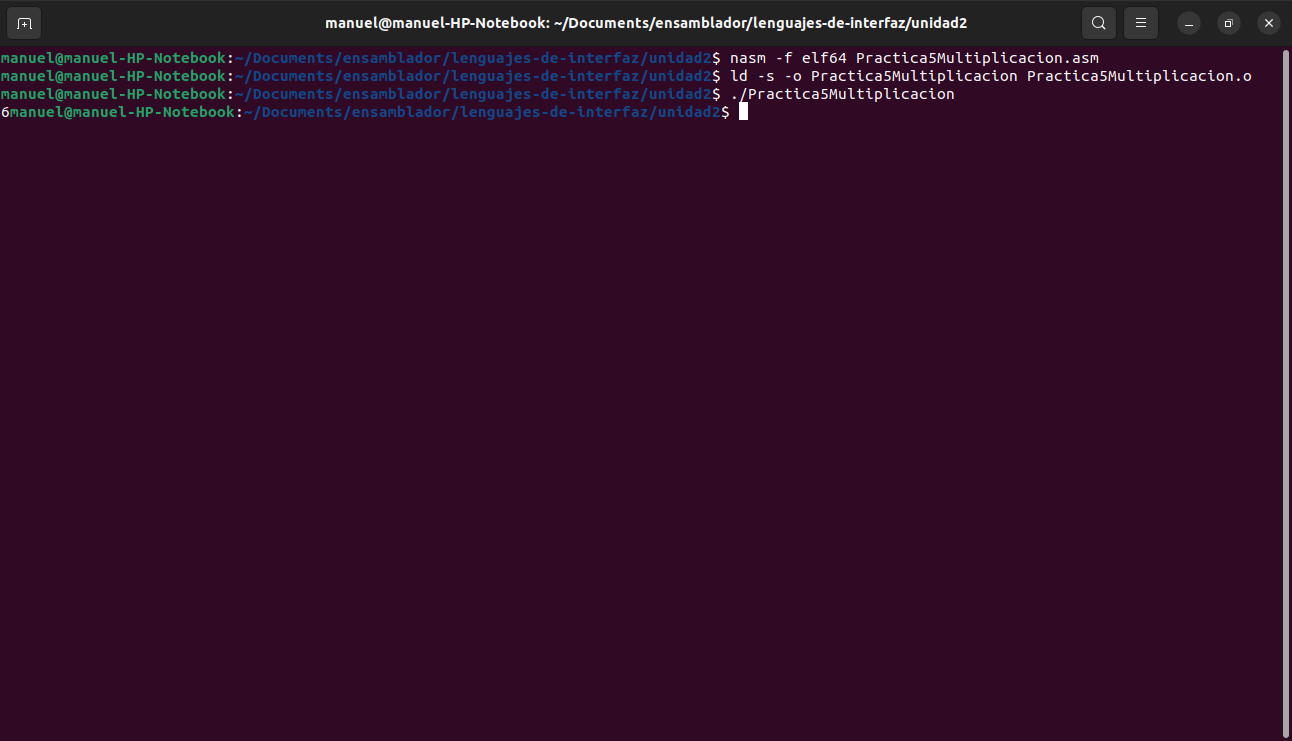 manuel@manuel-HP-Notebook: ~/Documents/ensamblador/lenguajes-de-interfaz/unidad2
manuel@manuel-HP-Notebook:~/Documents/ensamblador/lenguajes-de-interfaz/unidad2$ nasm -f elf64 Practica5Multiplicacion.asm
manuel@manuel-HP-Notebook:~/Documents/ensamblador/lenguajes-de-interfaz/unidad2$ ld -s -o Practica5Multiplicacion Practica5Multiplicacion.o
manuel@manuel-HP-Notebook:~/Documents/ensamblador/lenguajes-de-interfaz/unidad2$ ./Practica5Multiplicacion
6manuel@manuel-HP-Notebook:~/Documents/ensamblador/lenguajes-de-interfaz/unidad2$